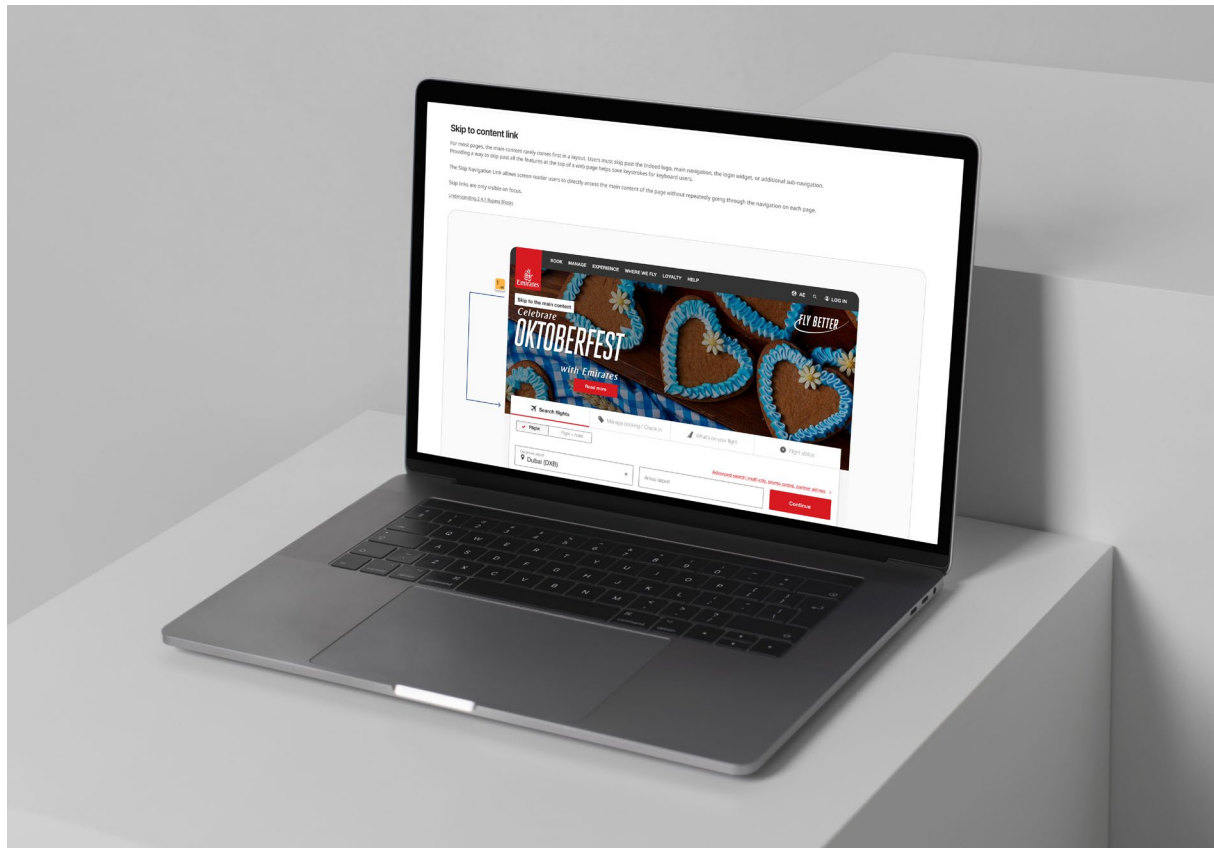 Skip to content link
For most pages, the main content rarely comes first in a layout. Users must skip past the Indeed logo, main navigation, the login widget, or additional sub-navigation.
Providing a way to skip past all the features at the top of a web page helps save keystrokes for keyboard users.
The Skip Navigation Link allows screen reader users to directly access the main content of the page without repeatedly going through the navigation on each page.
Skip links are only visible on focus.
Understanding 2.4.1 Bypass Blocks
Emirates
BOOK MANAGE EXPERIENCE WHERE WE FLY LOYALTY HELP
AE LOG IN
Skip to the main content
Celebrate
OKTOBERFEST
with Emirates
Read more
FLY BETTER
Search flights
Manage booking / Check in
What's on your flight
Flight status
Flight
Flight + hotel
Advanced search: multi-city, promo codes, partner airlines
Departure airport
Dubai (DXB)
Arrival airport
Continue